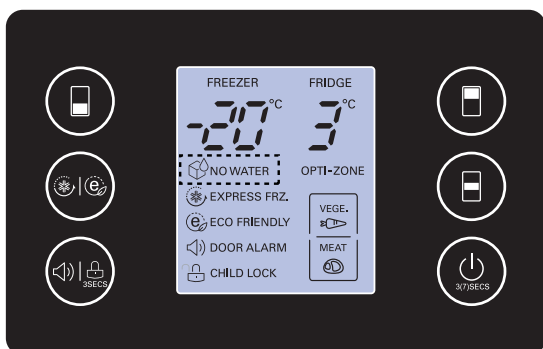 FREEZER FRIDGE
-20°C 3°C
NO WATER OPTI-ZONE
EXPRESS FRZ.
VEGE.
e | e ECO FRIENDLY
DOOR ALARM MEAT
3SECS CHILD LOCK 3(7)SECS